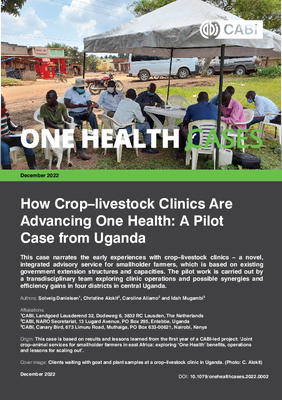 CABI
ONE HEALTH CASES
December 2022
How Crop–livestock Clinics Are
Advancing One Health: A Pilot
Case from Uganda
This case narrates the early experiences with crop–livestock clinics – a novel,
integrated advisory service for smallholder farmers, which is based on existing
government extension structures and capacities. The pilot work is carried out by
a transdisciplinary team exploring clinic operations and possible synergies and
efficiency gains in four districts in central Uganda.
Authors: Solveig Danielsen¹, Christine Alokit², Caroline Aliamo² and Idah Mugambi³
Affiliations:
¹CABI, Landgoed Leusderend 32, Dodeweg 6, 3832 RC Leusden, The Netherlands
²CABI, NARO Secretariat, 13 Lugard Avenue, PO Box 295, Entebbe, Uganda
³CABI, Canary Bird, 673 Limuru Road, Muthaiga, PO Box 633-00621, Nairobi, Kenya
Origin: This case is based on results and lessons learned from the first year of a CABI-led project: 'Joint
crop–animal services for smallholder farmers in east Africa: exploring 'One Health' benefits, operations
and lessons for scaling out'.
Cover image: Clients waiting with goat and plant samples at a crop–livestock clinic in Uganda. (Photo: C. Alokit)
December 2022
DOI: 10.1079/onehealthcases.2022.0002